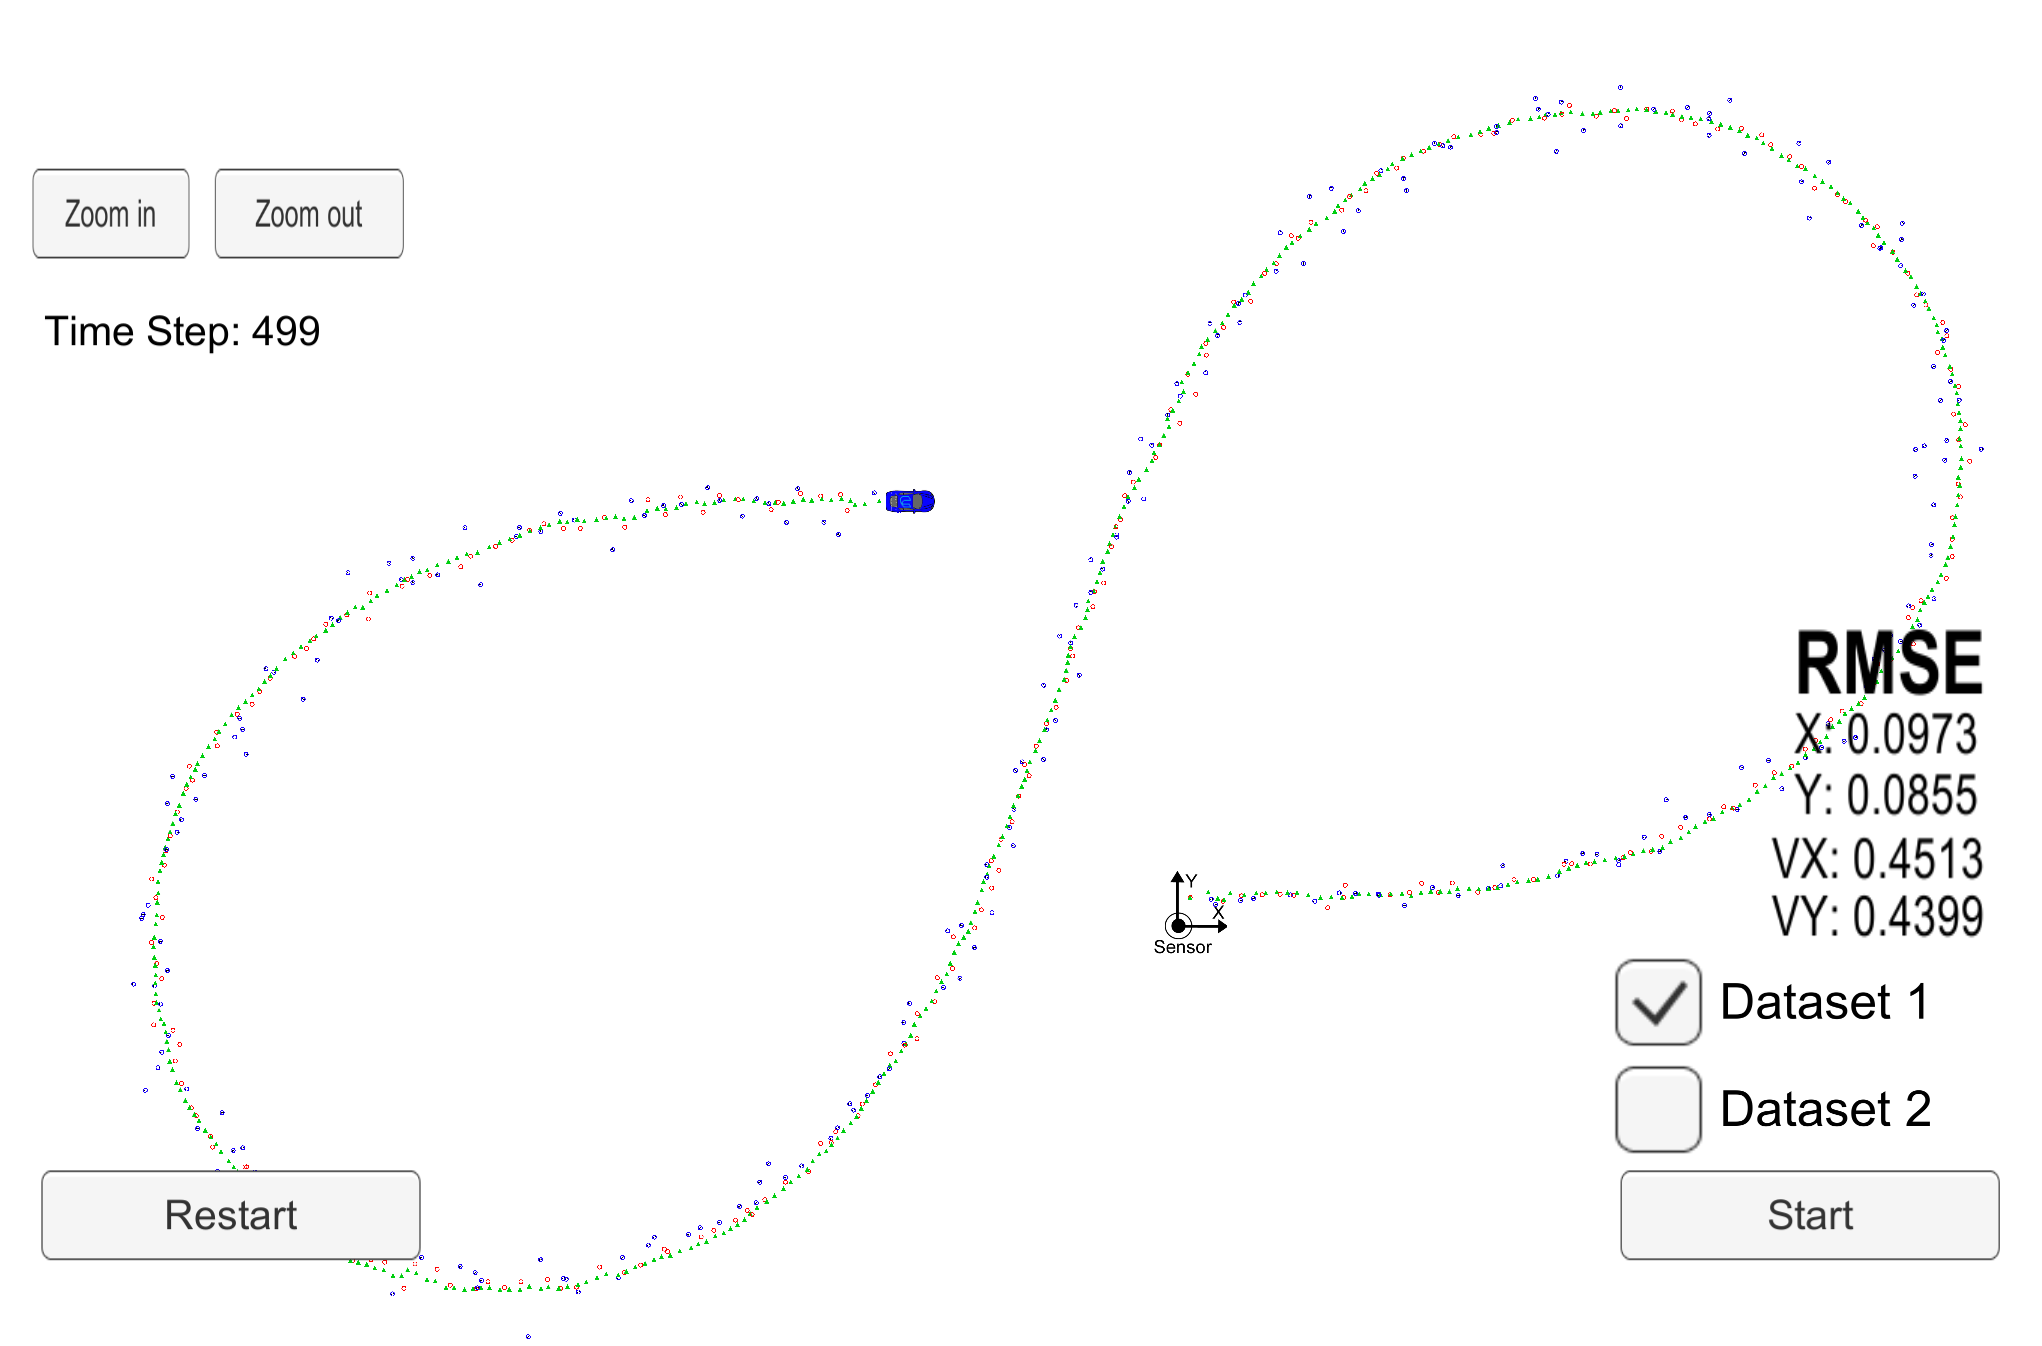 Zoom in
Zoom out
Time Step: 499
RMSE
X: 0.0973
Y: 0.0855
VX: 0.4513
VY: 0.4399
Y
X
Sensor
Dataset 1
Dataset 2
Restart
Start